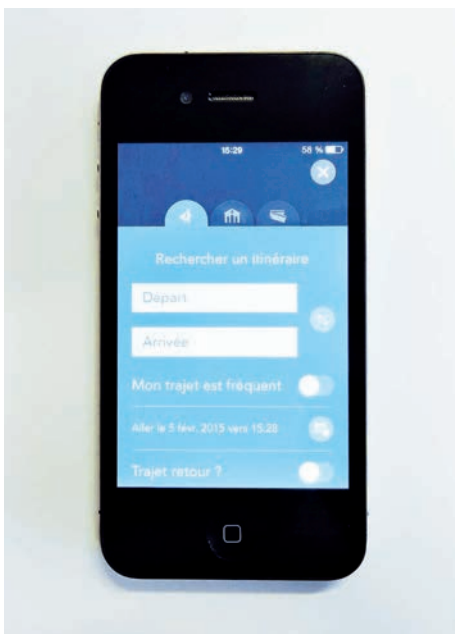 15:29 58 %
Rechercher un itinéraire
Départ
Arrivée
Mon trajet est fréquent
Aller le 5 févr. 2015 vers 15:28
Trajet retour ?